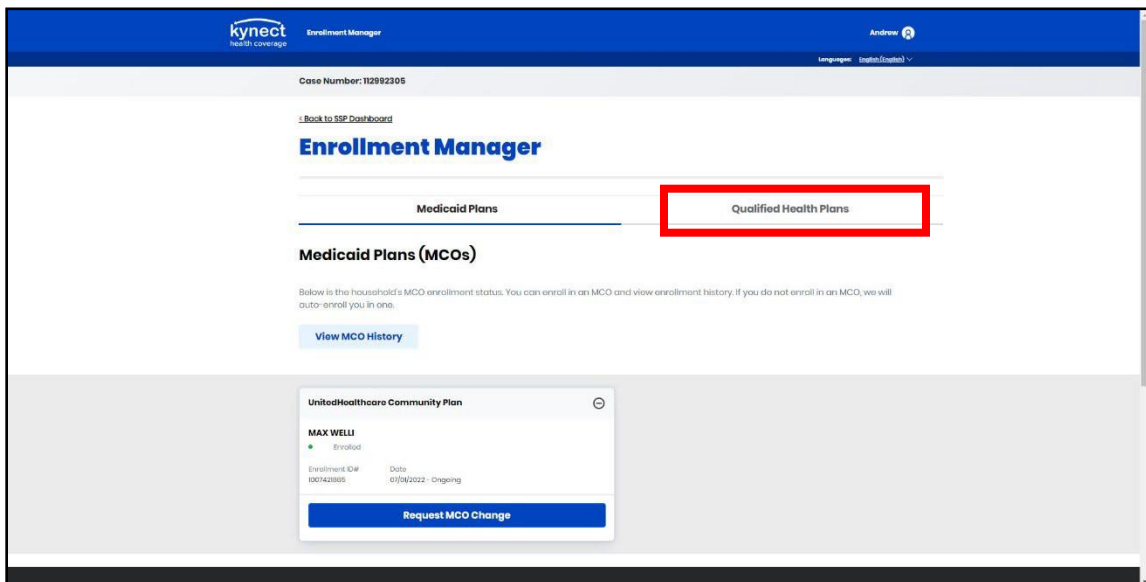 kynect
health coverage
Enrollment Manager
Andrew
Languages: English (English)
Case Number: 112992305
< Back to SSP Dashboard
Enrollment Manager
Medicaid Plans
Qualified Health Plans
Medicaid Plans (MCOs)
Below is the household's MCO enrollment status. You can enroll in an MCO and view enrollment history. If you do not enroll in an MCO, we will
auto-enroll you in one.
View MCO History
UnitedHealthcare Community Plan
MAX WELLI
Enrolled
Enrollment ID# Date
07/01/2022 - Ongoing
Request MCO Change